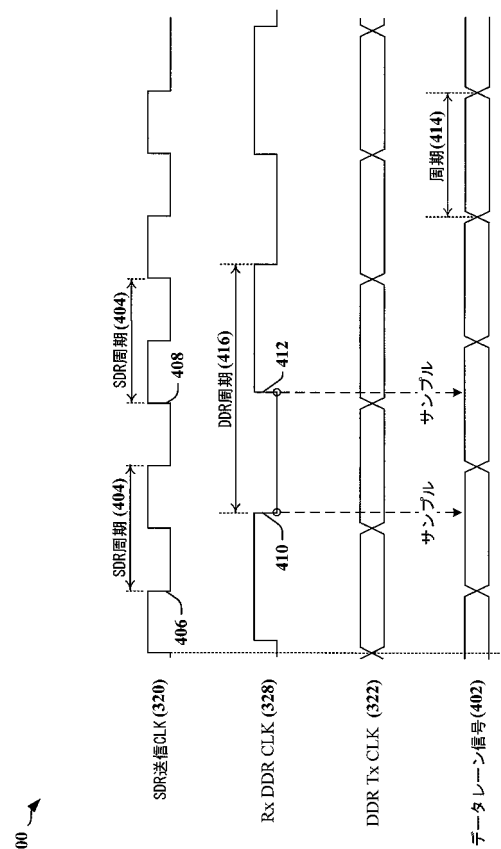 00
SDR送信CLK(320)
SDR周期(404)
SDR周期(404)
406
408
Rx DDR CLK (328)
DDR周期(416)
410
412
DDR Tx CLK (322)
サンプル
サンプル
データレーン信号(402)
周期(414)